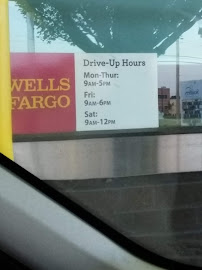 WELLS
FARGO
Drive-Up Hours
Mon-Thur:
9AM-5PM
Fri:
9AM-6PM
Sat:
9AM-12PM